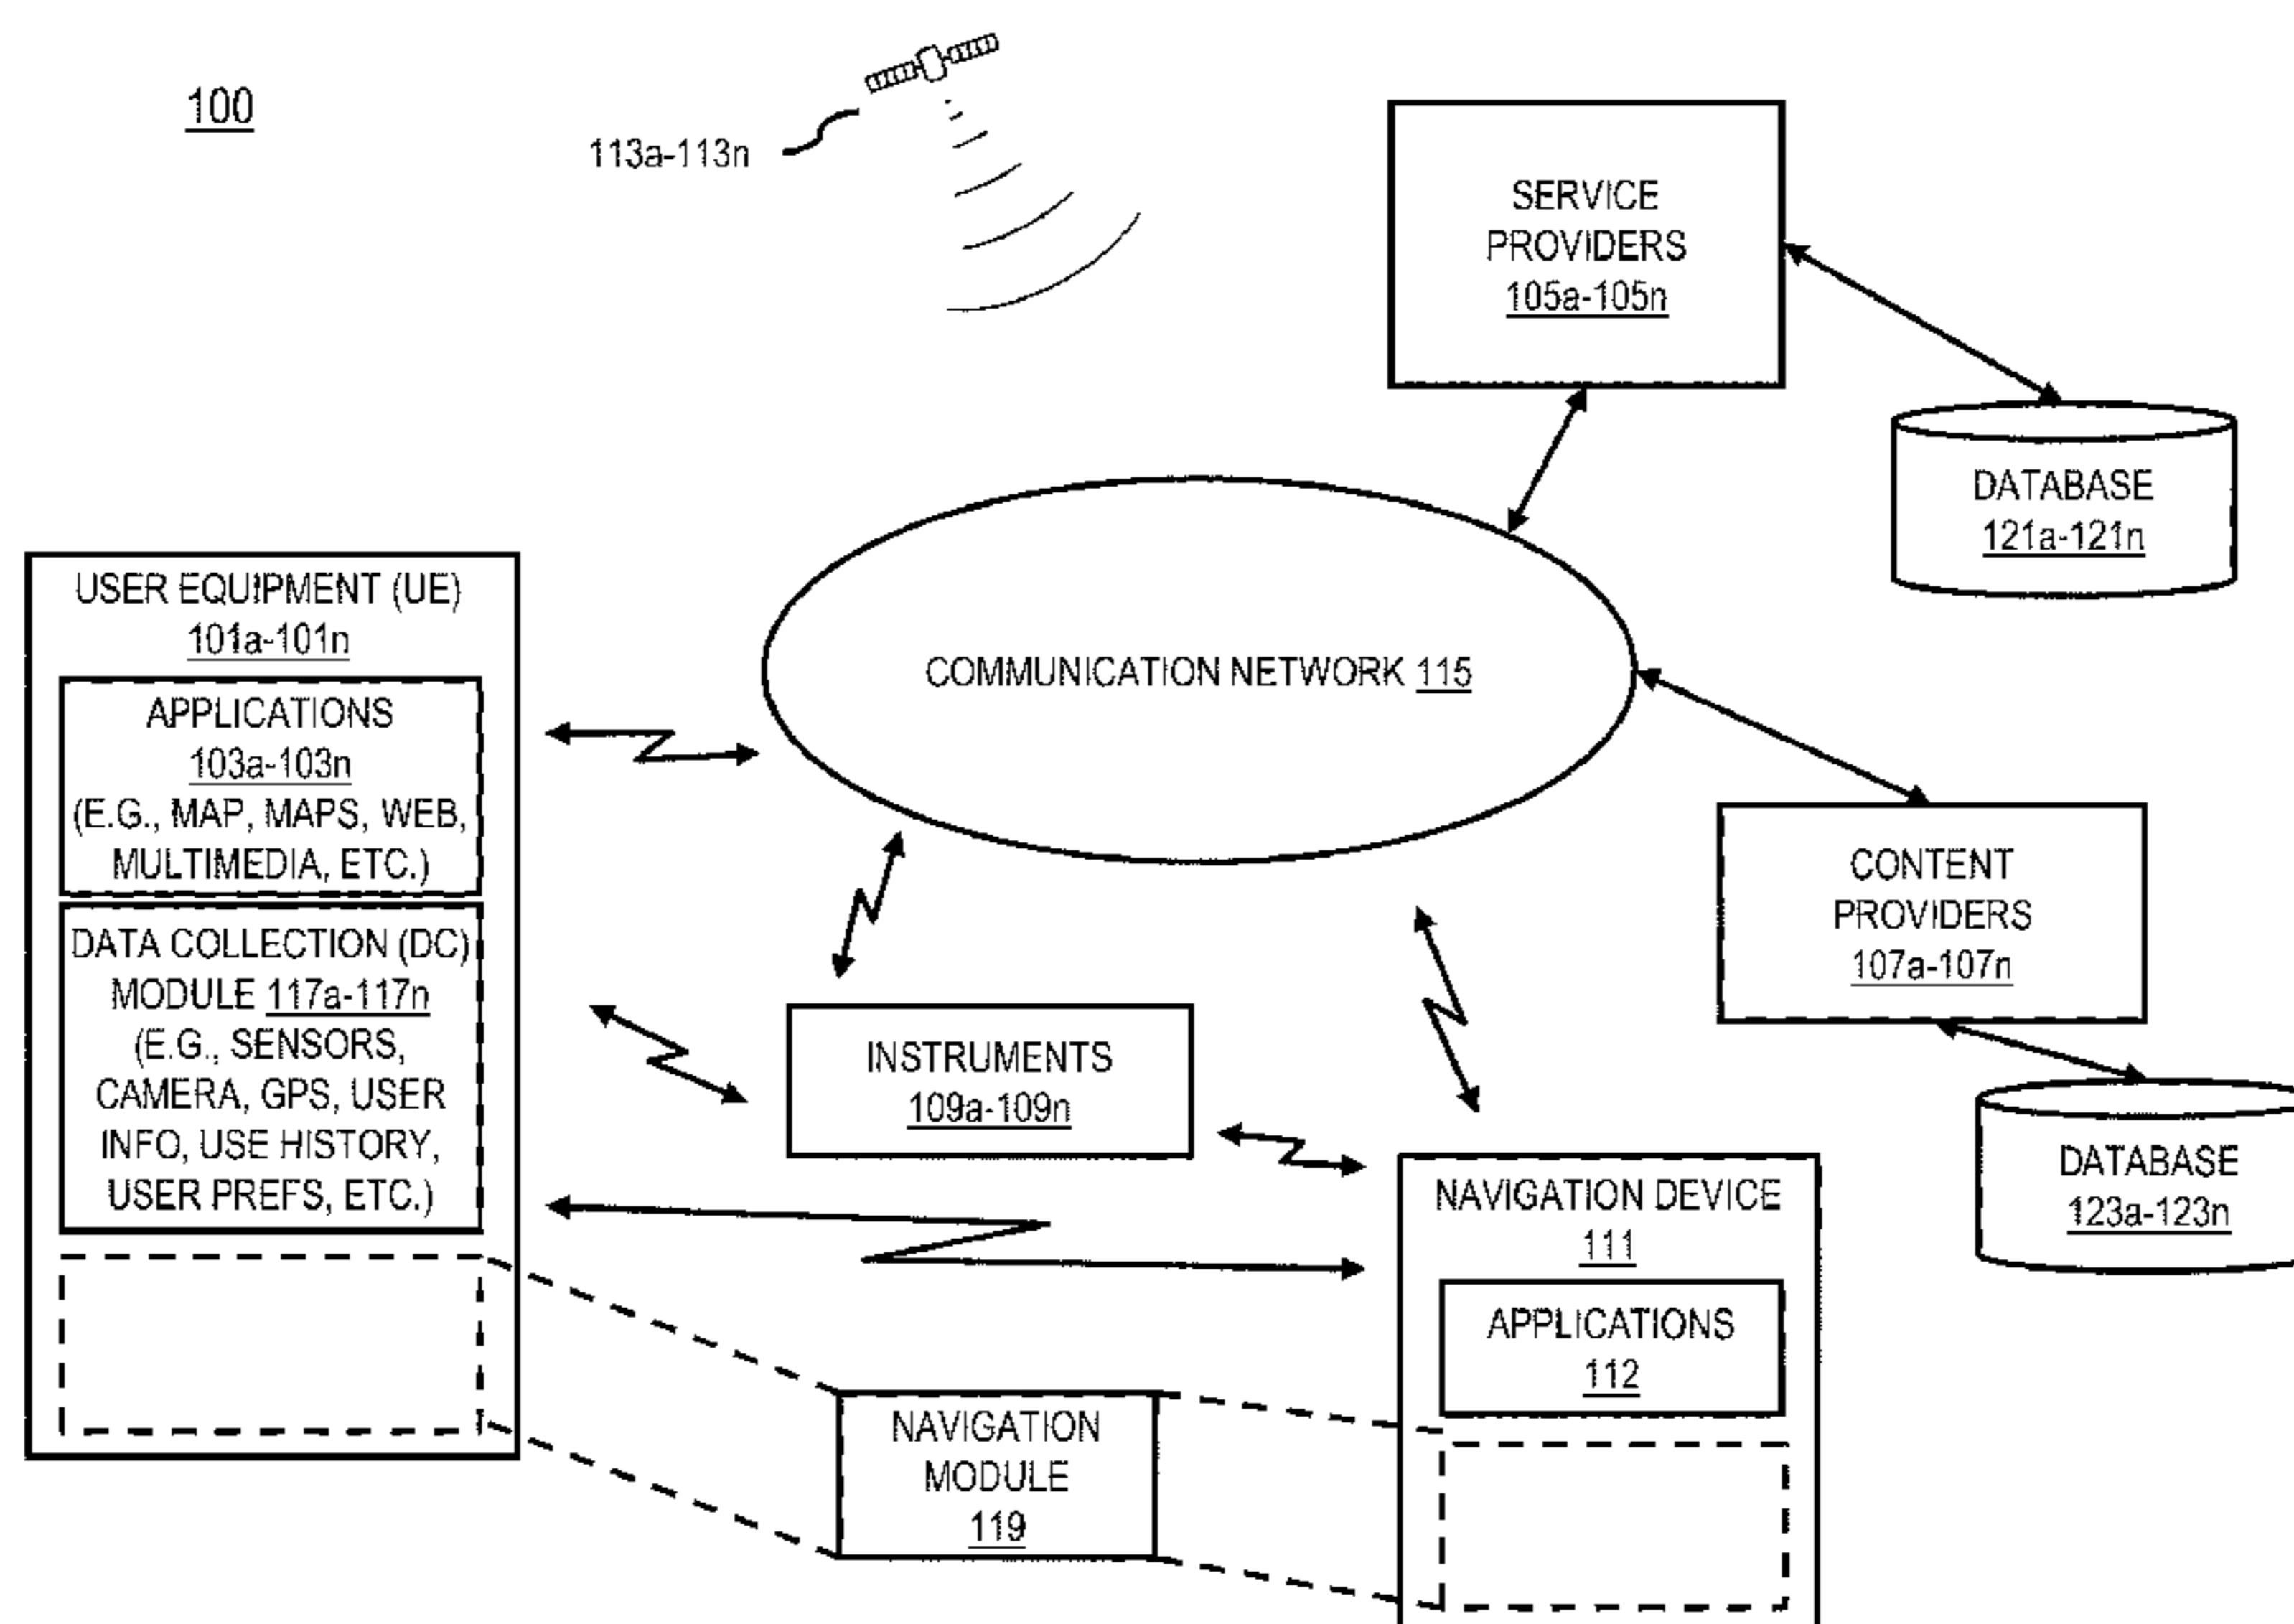 100
113a-113n
SERVICE
PROVIDERS
105a-105n
DATABASE
121a-121n
USER EQUIPMENT (UE)
101a-101n
APPLICATIONS
103a-103n
(E.G., MAP, MAPS, WEB,
MULTIMEDIA, ETC.)
DATA COLLECTION (DC)
MODULE 117a-117n
(E.G., SENSORS,
CAMERA, GPS, USER
INFO, USE HISTORY,
USER PREFS, ETC.)
COMMUNICATION NETWORK 115
CONTENT
PROVIDERS
107a-107n
INSTRUMENTS
109a-109n
DATABASE
123a-123n
NAVIGATION DEVICE
111
APPLICATIONS
112
NAVIGATION
MODULE
119